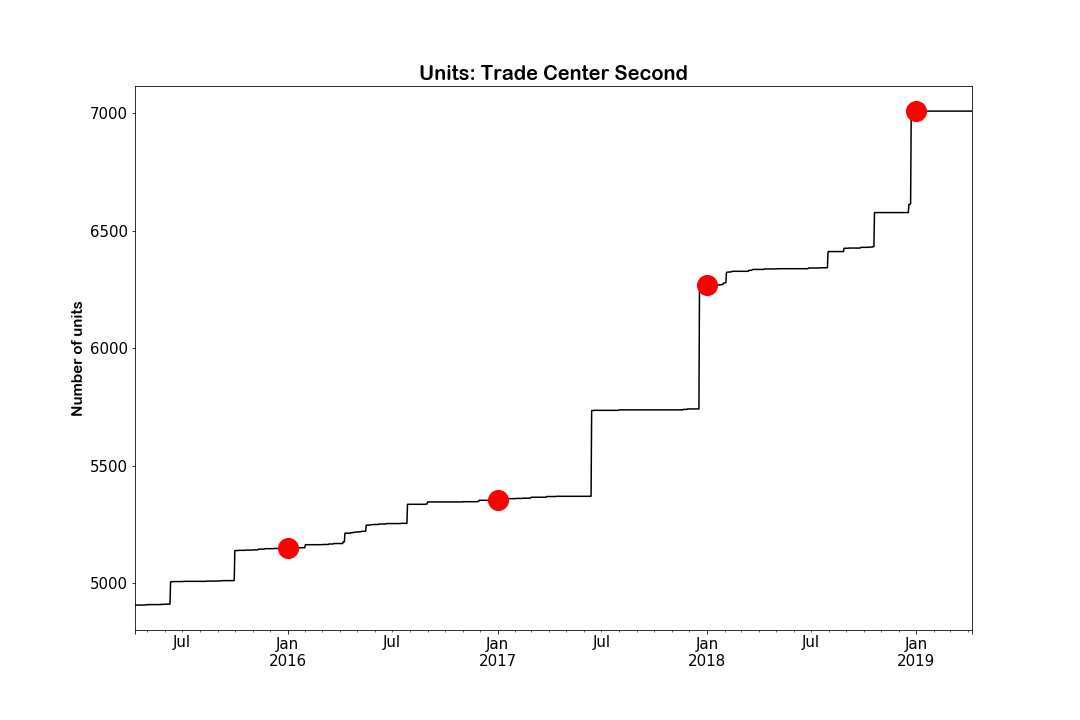 Units: Trade Center Second
Number of units
7000
6500
6000
5500
5000
Jul
Jan
2016
Jul
Jan
2017
Jul
Jan
2018
Jul
Jan
2019